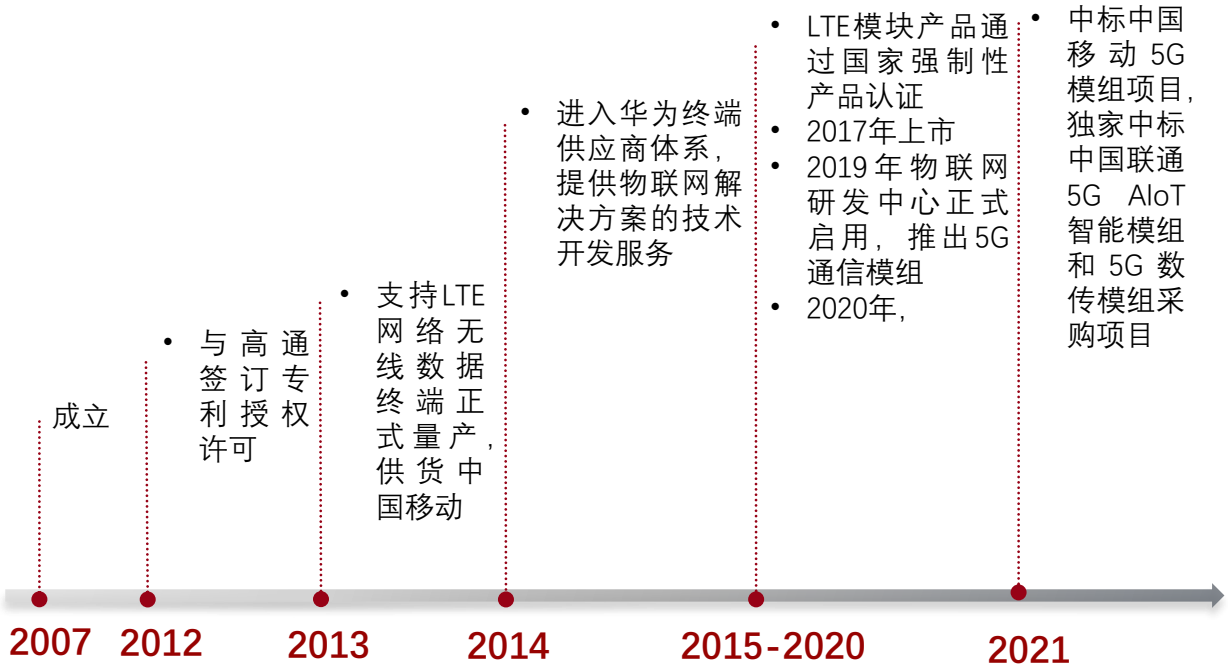 成立
2007
• 与高通
签订专
利授权
许可
2012
• 支持LTE
网络无
线数据
终端正
式量产,
供货中
国移动
2013
• 进入华为终端
供应商体系,
提供物联网解
决方案的技术
开发服务
2014
• LTE模块产品通
过国家强制性
产品认证
• 2017年上市
• 2019年物联网
研发中心正式
启用, 推出5G
通信模组
• 2020年,
2015-2020
• 中标中国
移动5G
模组项目,
独家中标
中国联通
5G AIoT
智能模组
和5G数
传模组采
购项目
2021